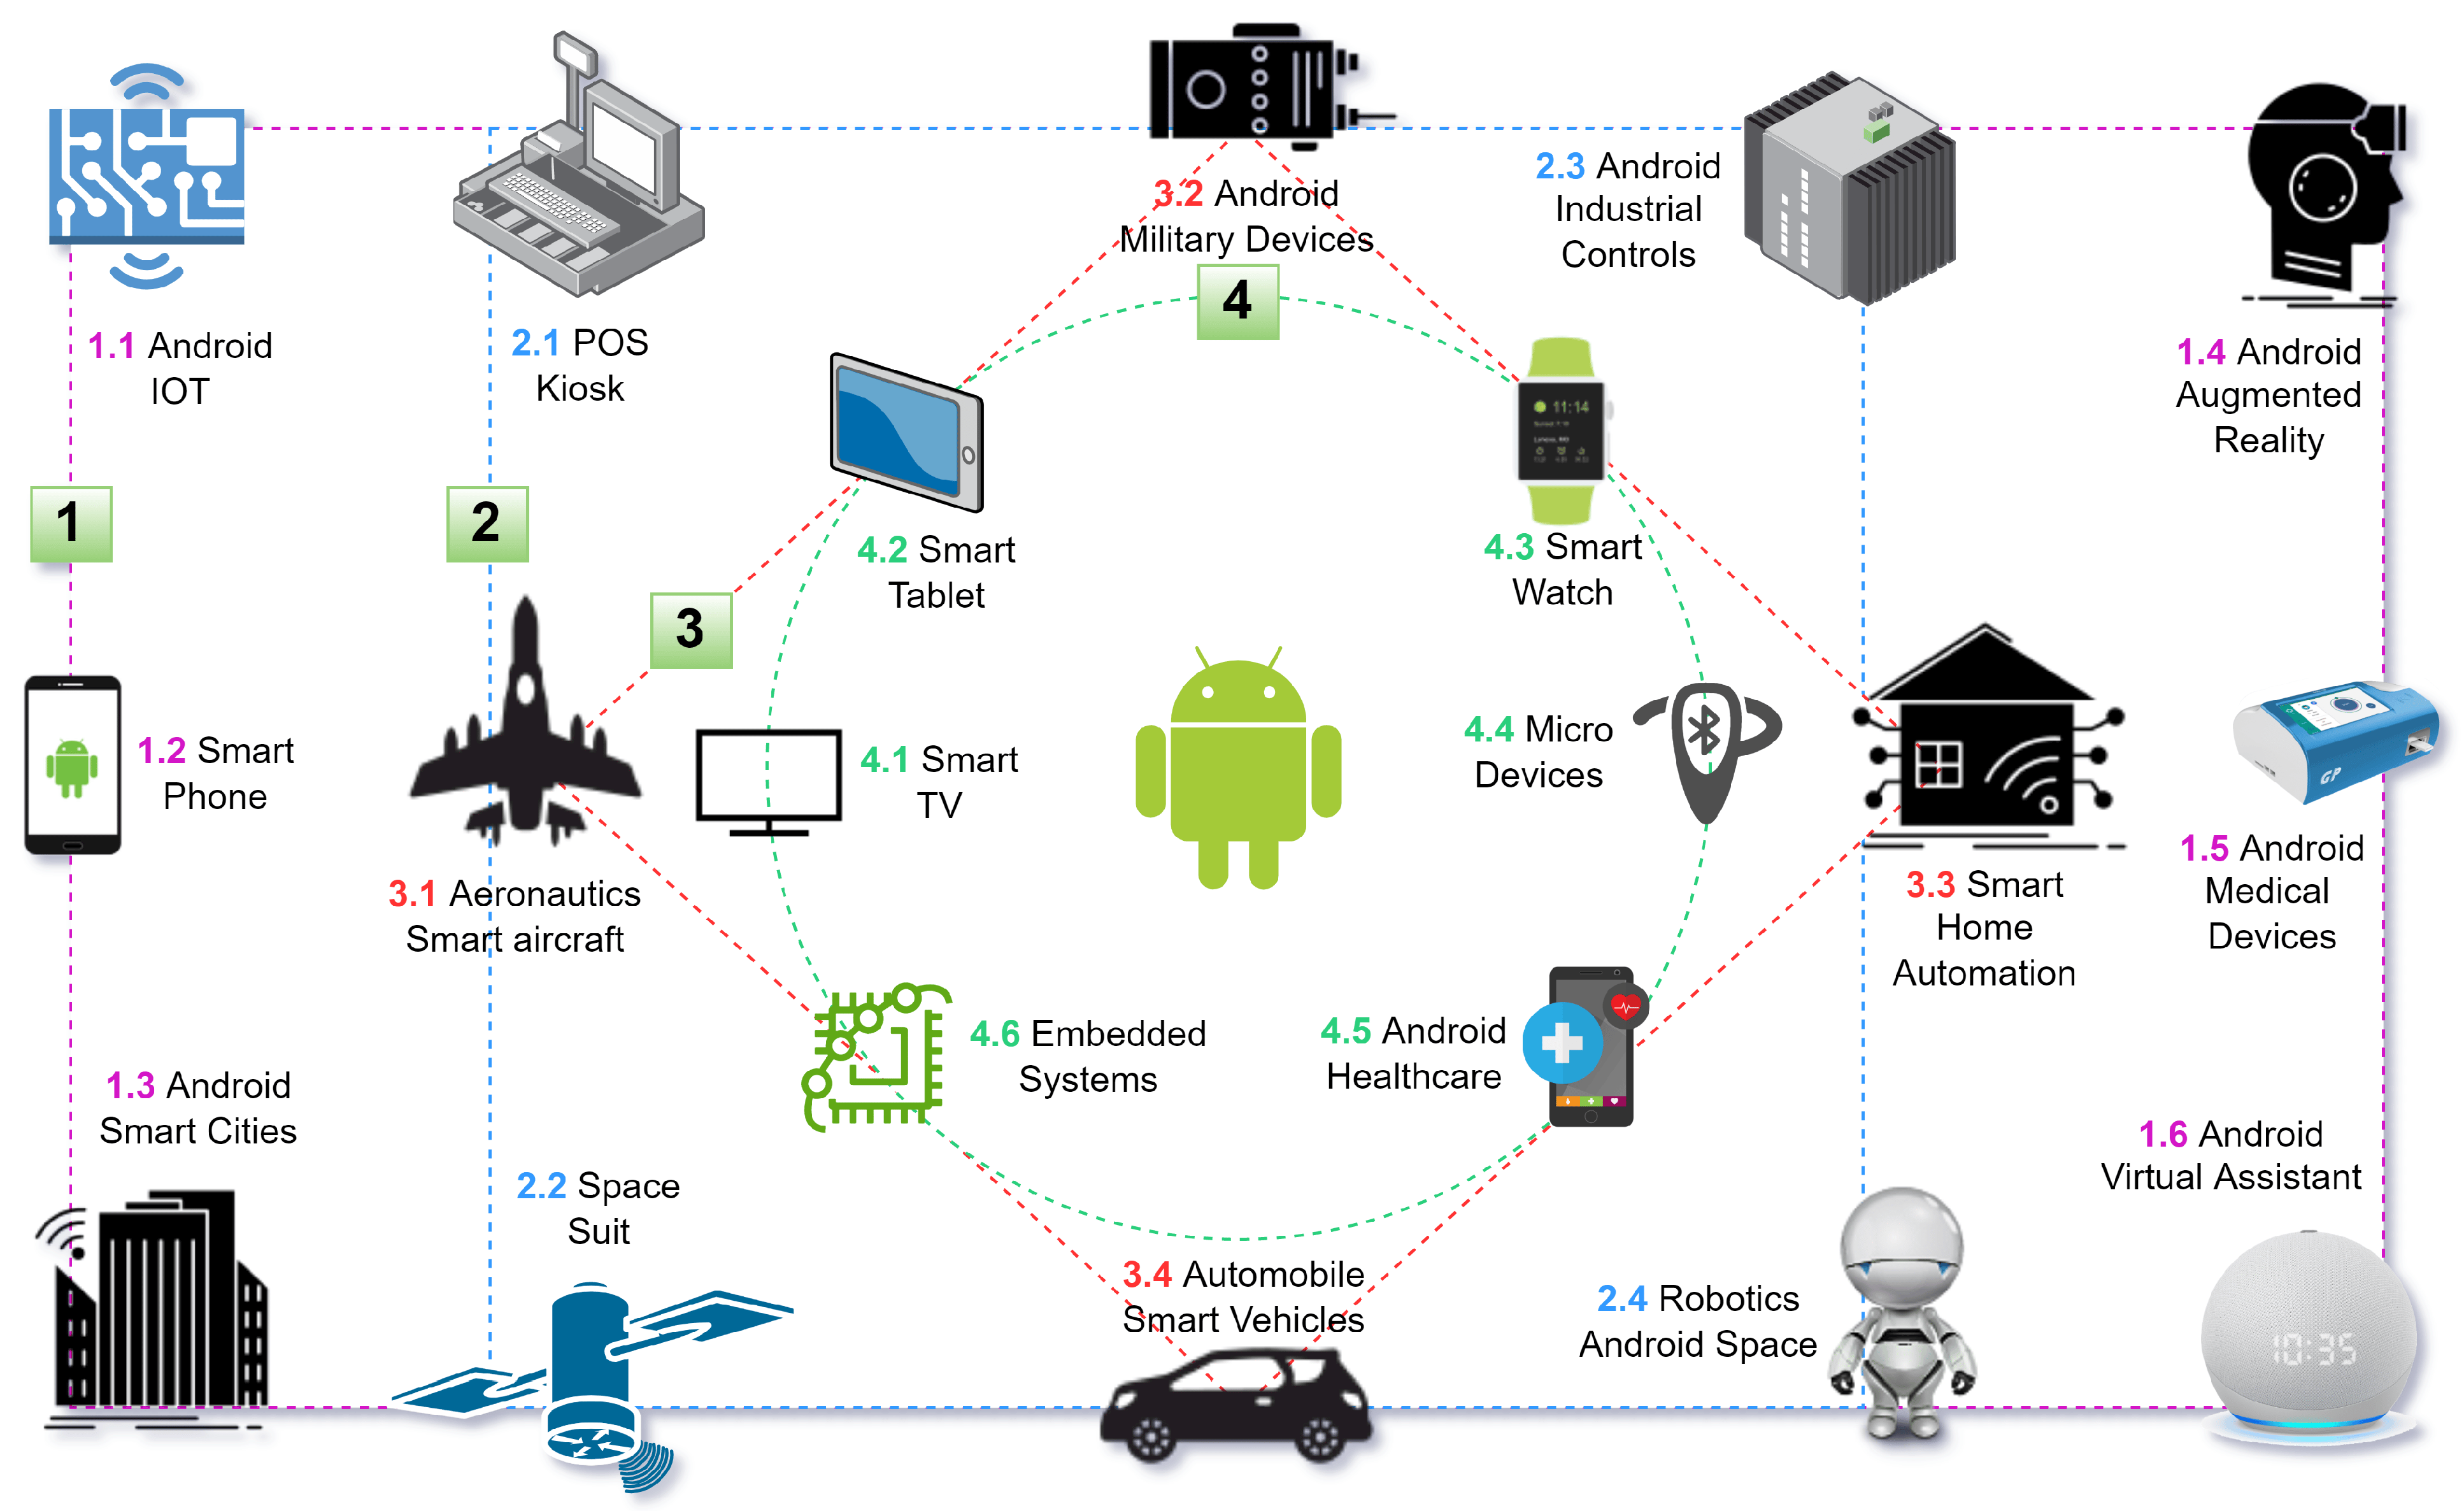 1.1 Android
IOT
2.1 POS
Kiosk
3.2 Android
Military Devices
2.3 Android
Industrial
Controls
1.4 Android
Augmented
Reality
4
11:14
1
2
3
4.2 Smart
Tablet
4.3 Smart
Watch
1.2 Smart
Phone
4.1 Smart
TV
4.4 Micro
Devices
GP
3.1 Aeronautics
Smart aircraft
3.3 Smart
Home
Automation
1.5 Android
Medical
Devices
4.6 Embedded
Systems
4.5 Android
Healthcare
1.3 Android
Smart Cities
2.2 Space
Suit
1.6 Android
Virtual Assistant
3.4 Automobile
Smart Vehicles
2.4 Robotics
Android Space
10:35